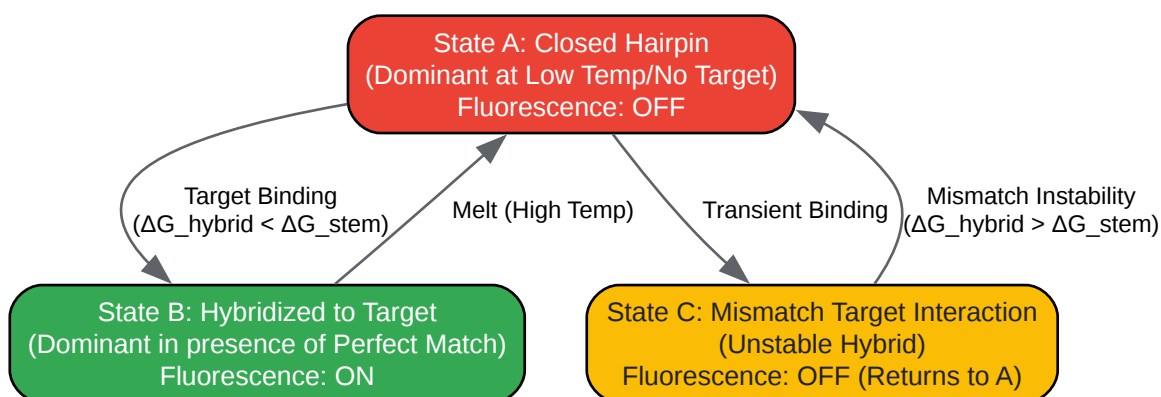 State A: Closed Hairpin
(Dominant at Low Temp/No Target)
Fluorescence: OFF
Target Binding
(ΔG_hybrid < ΔG_stem)
Melt (High Temp)
Transient Binding
Mismatch Instability
(ΔG_hybrid > ΔG_stem)
State B: Hybridized to Target
(Dominant in presence of Perfect Match)
Fluorescence: ON
State C: Mismatch Target Interaction
(Unstable Hybrid)
Fluorescence: OFF (Returns to A)